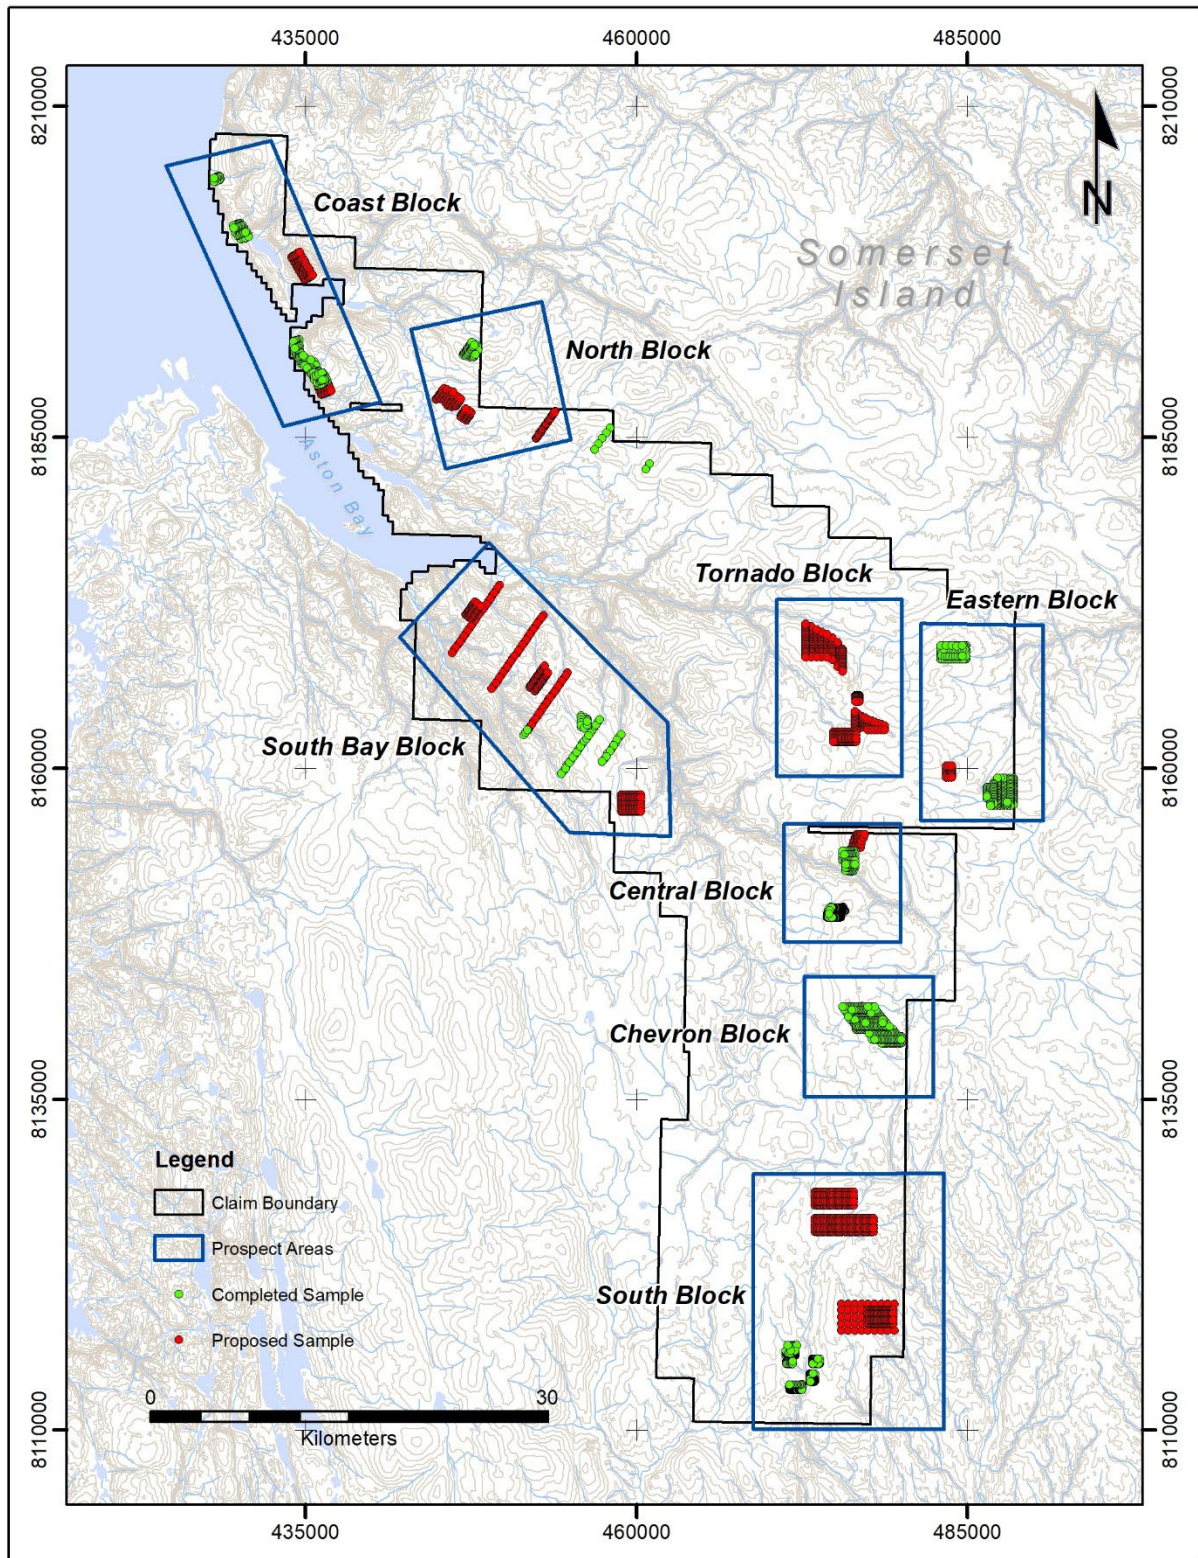 435000
460000
485000
8210000
8210000
Coast Block
N
Somerset
Island
North Block
8185000
8185000
Aston Bay
Tornado Block
Eastern Block
South Bay Block
8160000
8160000
Central Block
Chevron Block
8135000
8135000
Legend
Claim Boundary
Prospect Areas
Completed Sample
Proposed Sample
South Block
0
30
Kilometers
8110000
8110000
435000
460000
485000